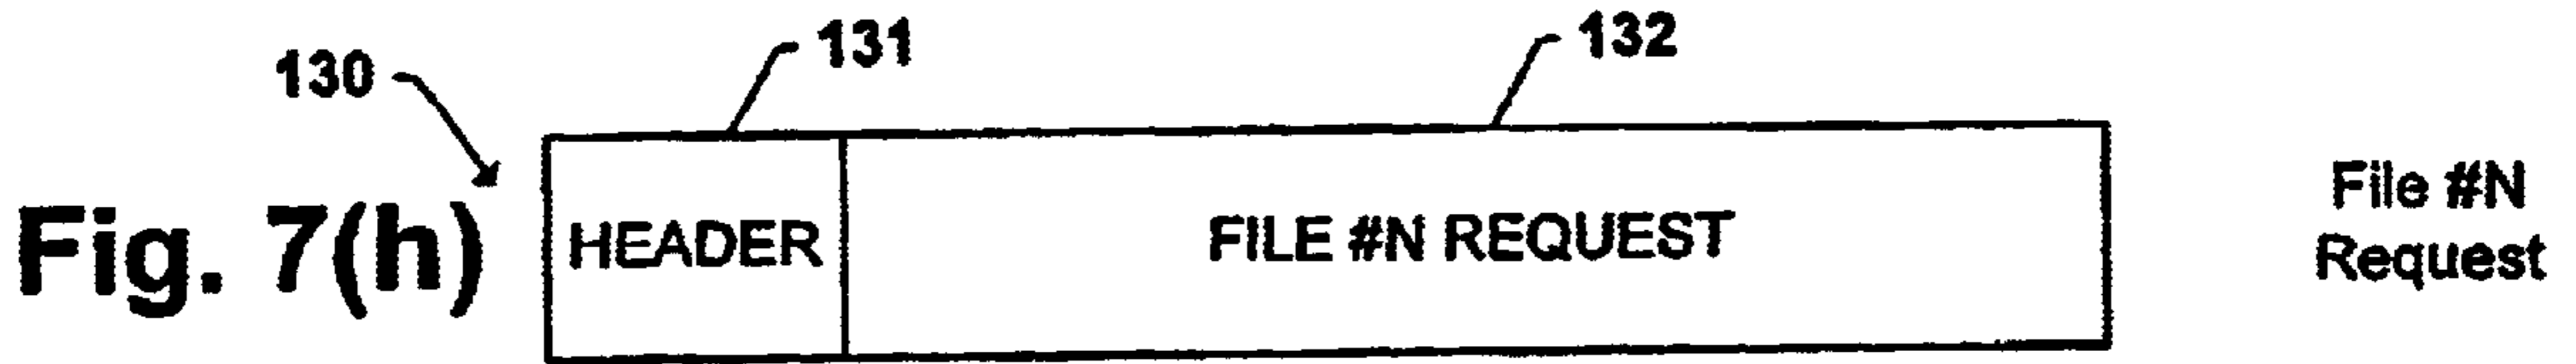 130
131
132
Fig. 7(h)
HEADER
FILE #N REQUEST
File #N
Request